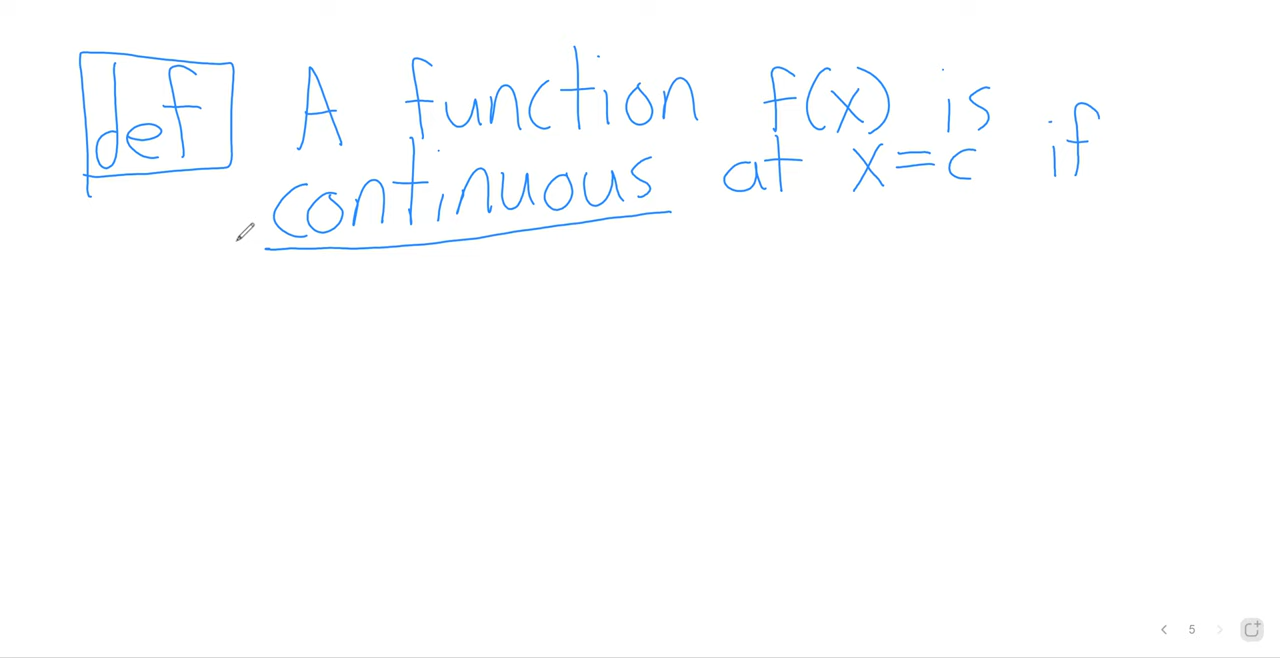 def A function f(x) is
continuous at x=c if
5